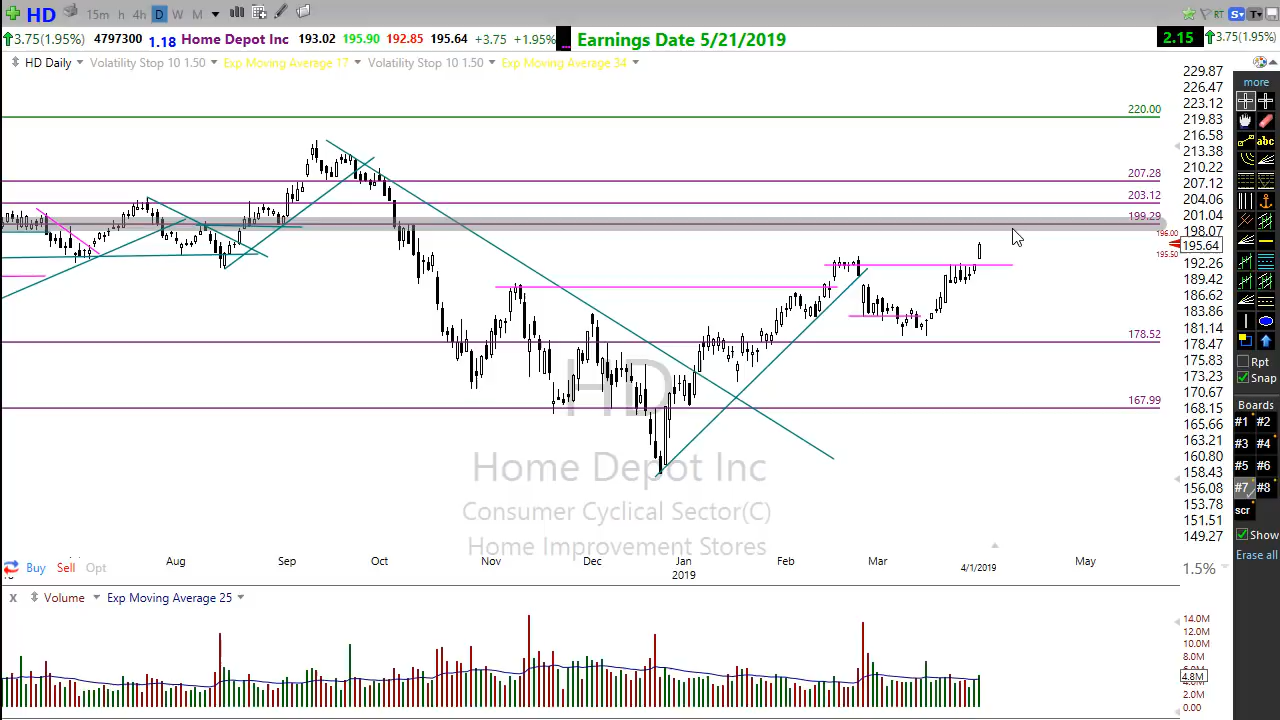 HD 15m h 4h D W M RT S T
3.75(1.95%) 4797300 1.18 Home Depot Inc 193.02 195.90 192.85 195.64 +3.75 +1.95% Earnings Date 5/21/2019 2.15 3.75(1.95%)
HD Daily Volatility Stop 10 1.50 Exp Moving Average 17 Volatility Stop 10 1.50 Exp Moving Average 34
more
229.87
226.47
223.12
220.00
219.83
216.58
213.38
210.22
207.28
207.12
203.12
204.06
199.29
201.04
198.07
196.00
195.64
195.50
192.26
189.42
186.62
183.86
181.14
178.52
178.47
175.83
173.23
170.67
167.99
168.15
165.66
163.21
160.80
158.43
156.08
153.78
151.51
149.27
abc
Rpt
Snap
Boards
#1 #2
#3 #4
#5 #6
#7 #8
scr
Show
Erase all
HD
Home Depot Inc
Consumer Cyclical Sector(C)
Home Improvement Stores
Aug Sep Oct Nov Dec Jan Feb Mar May
2019 4/1/2019
Buy Sell Opt 1.5%
x Volume Exp Moving Average 25
14.0M
12.0M
10.0M
8.0M
4.8M
2.0M
0.00